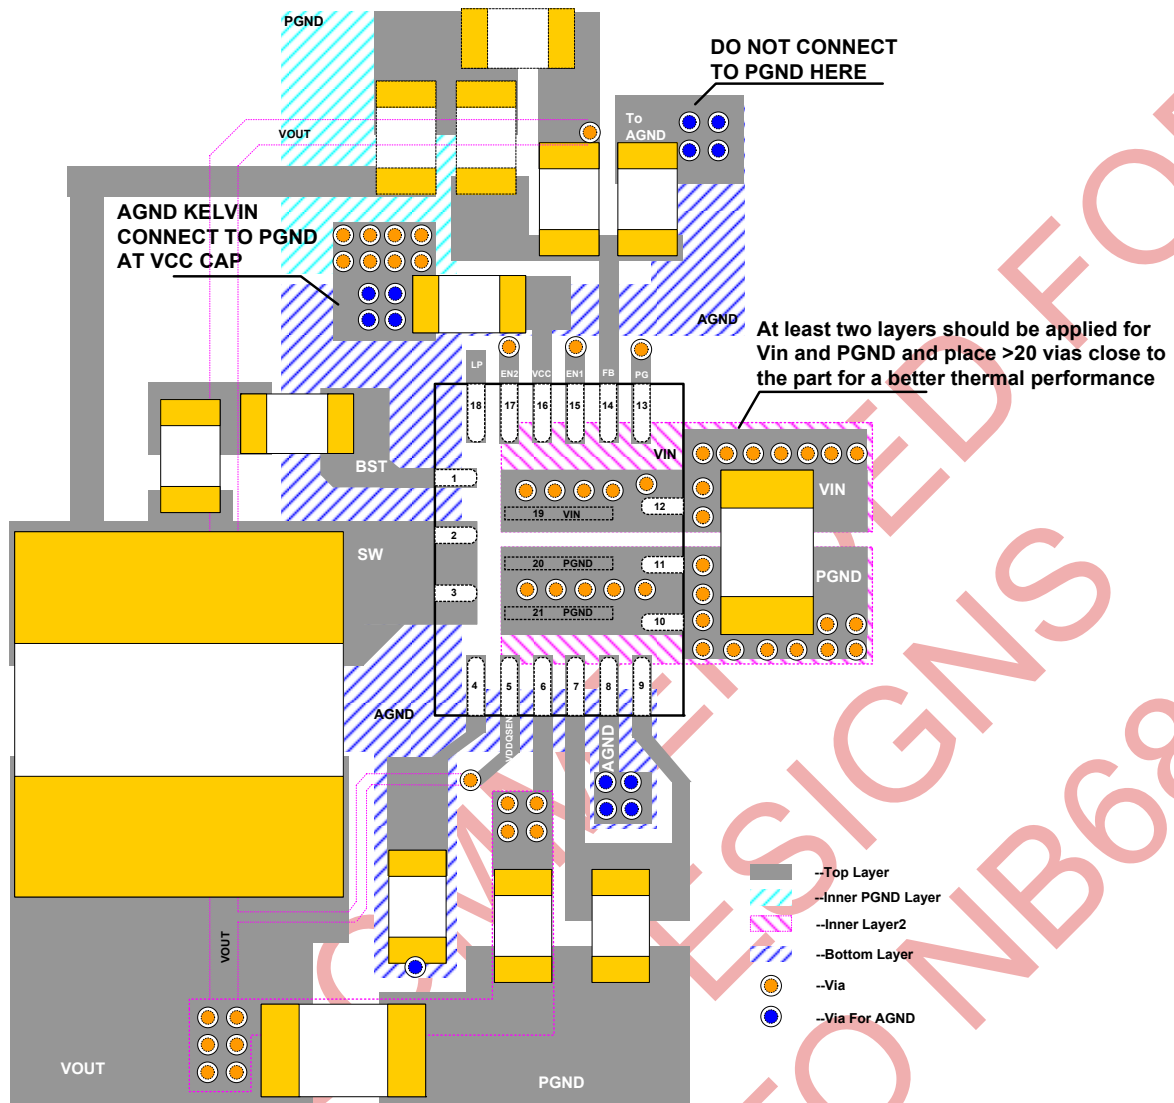 PGND
DO NOT CONNECT
TO PGND HERE
VOUT
To
AGND
AGND KELVIN
CONNECT TO PGND
AT VCC CAP
AGND
At least two layers should be applied for
Vin and PGND and place >20 vias close to
the part for a better thermal performance
LP
EN2
VCC
EN1
FB
PG
18
17
16
15
14
13
VIN
BST
1
VIN
19 VIN
12
2
SW
20 PGND
11
PGND
3
21 PGND
10
4
5
6
7
8
9
AGND
VDDQSEN
AGND
--Top Layer
--Inner PGND Layer
--Inner Layer2
--Bottom Layer
--Via
--Via For AGND
VOUT
VOUT
PGND